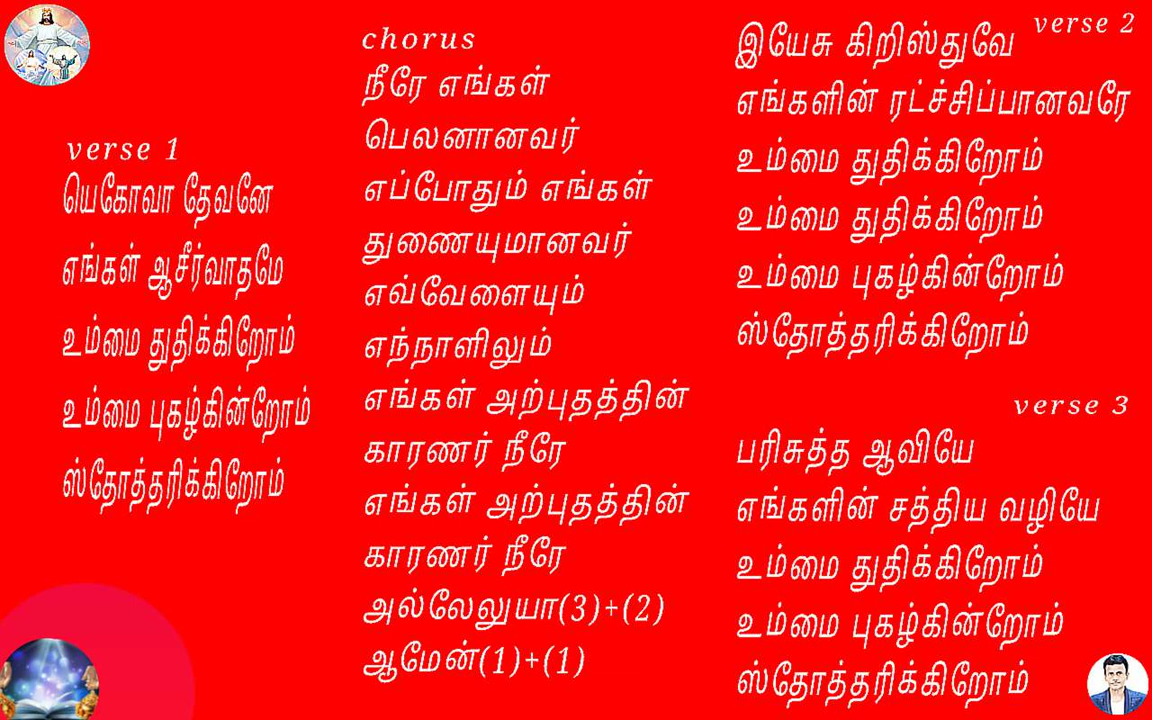 verse 1
யெகோவா தேவனே
எங்கள் ஆசீர்வாதமே
உம்மை துதிக்கிறோம்
உம்மை புகழ்கின்றோம்
ஸ்தோத்தரிக்கிறோம்
chorus
நீரே எங்கள்
பெலனானவர்
எப்போதும் எங்கள்
துணையுமானவர்
எவ்வேளையும்
எந்நாளிலும்
எங்கள் அற்புதத்தின்
காரணர் நீரே
எங்கள் அற்புதத்தின்
காரணர் நீரே
அல்லேலுயா(3)+(2)
ஆமேன்(1)+(1)
verse 2
இயேசு கிறிஸ்துவே
எங்களின் ரட்ச்சிப்பானவரே
உம்மை துதிக்கிறோம்
உம்மை துதிக்கிறோம்
உம்மை புகழ்கின்றோம்
ஸ்தோத்தரிக்கிறோம்
verse 3
பரிசுத்த ஆவியே
எங்களின் சத்திய வழியே
உம்மை துதிக்கிறோம்
உம்மை புகழ்கின்றோம்
ஸ்தோத்தரிக்கிறோம்